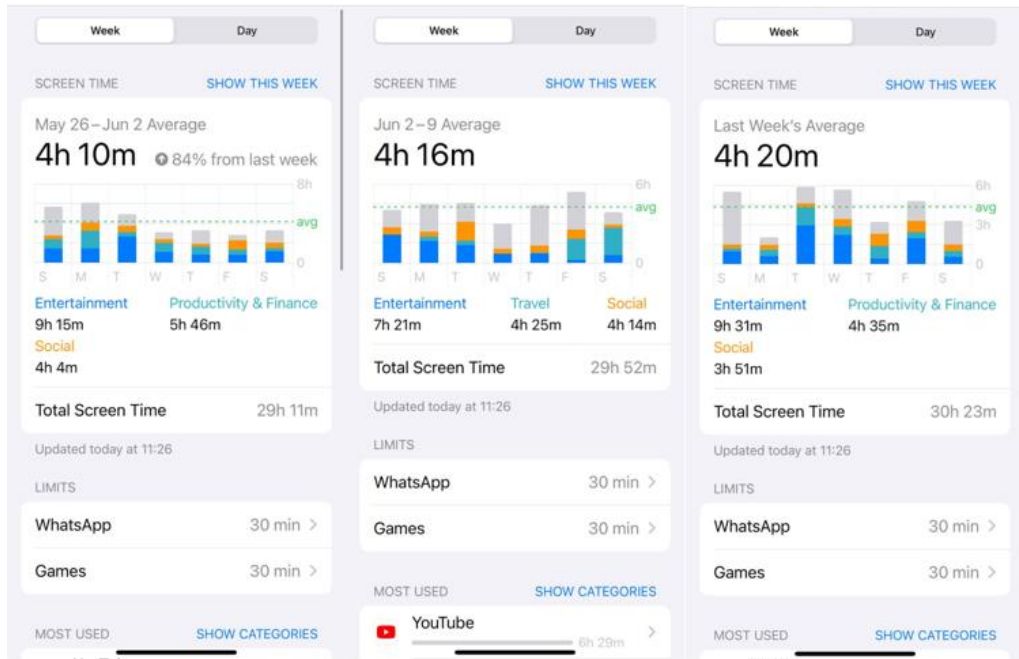 Week Day
SCREEN TIME SHOW THIS WEEK
May 26–Jun 2 Average
4h 10m 84% from last week
8h
avg
0
S M T W T F S
Entertainment Productivity & Finance
9h 15m 5h 46m
Social
4h 4m
Total Screen Time 29h 11m
Updated today at 11:26
LIMITS
WhatsApp 30 min
Games 30 min
MOST USED SHOW CATEGORIES
Week Day
SCREEN TIME SHOW THIS WEEK
Jun 2–9 Average
4h 16m
6h
avg
0
S M T W T F S
Entertainment Travel Social
7h 21m 4h 25m 4h 14m
Total Screen Time 29h 52m
Updated today at 11:26
LIMITS
WhatsApp 30 min
Games 30 min
MOST USED SHOW CATEGORIES
YouTube
6h 29m
Week Day
SCREEN TIME SHOW THIS WEEK
Last Week's Average
4h 20m
6h
avg
3h
0
S M T W T F S
Entertainment Productivity & Finance
9h 31m 4h 35m
Social
3h 51m
Total Screen Time 30h 23m
Updated today at 11:26
LIMITS
WhatsApp 30 min
Games 30 min
MOST USED SHOW CATEGORIES